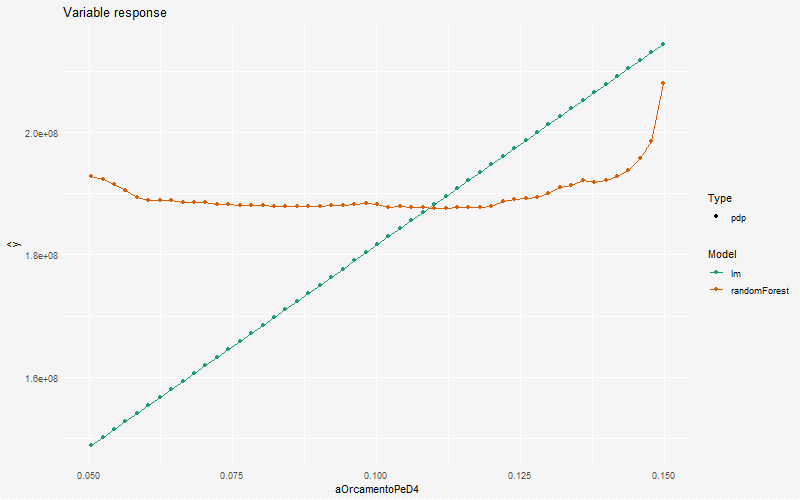 Variable response
2.0e+08
1.8e+08
1.6e+08
ŷ
0.050
0.075
0.100
0.125
0.150
aOrcamentoPeD4
Type
pdp
Model
lm
randomForest